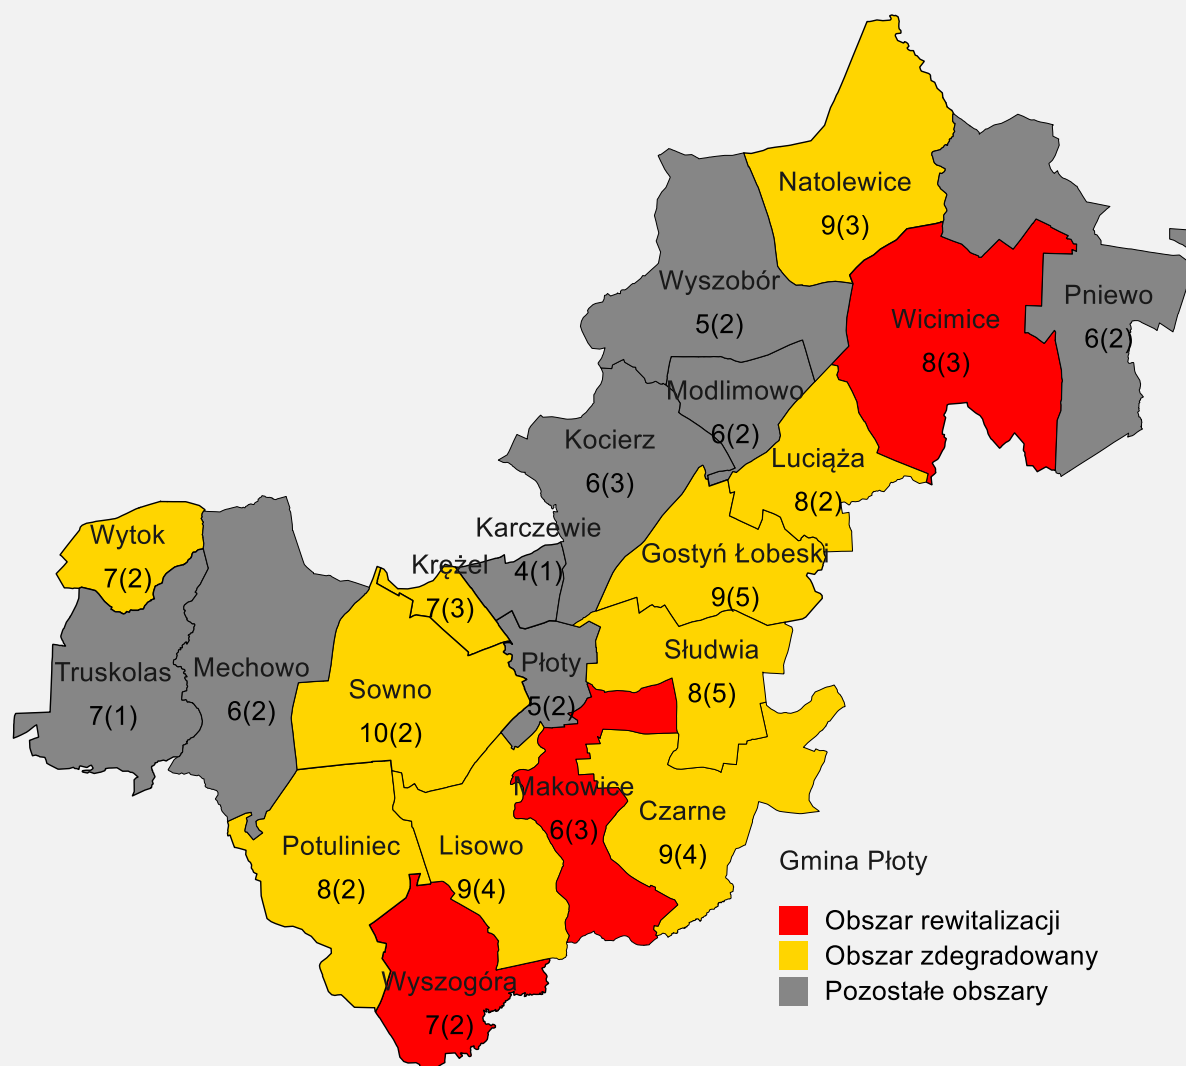 Natolewice
9(3)
Wyszobór
5(2)
Wicimice
8(3)
Pniewo
6(2)
Modlimowo
6(2)
Kocierz
6(3)
Luciąża
8(2)
Wytok
7(2)
Karczewie
4(1)
Krężel
7(3)
Gostyń Łobeski
9(5)
Truskolas
7(1)
Mechowo
6(2)
Sowno
10(2)
Płoty
5(2)
Słudwia
8(5)
Makowice
6(3)
Czarne
9(4)
Potuliniec
8(2)
Lisowo
9(4)
Wyszogóra
7(2)
Gmina Płoty
Obszar rewitalizacji
Obszar zdegradowany
Pozostałe obszary